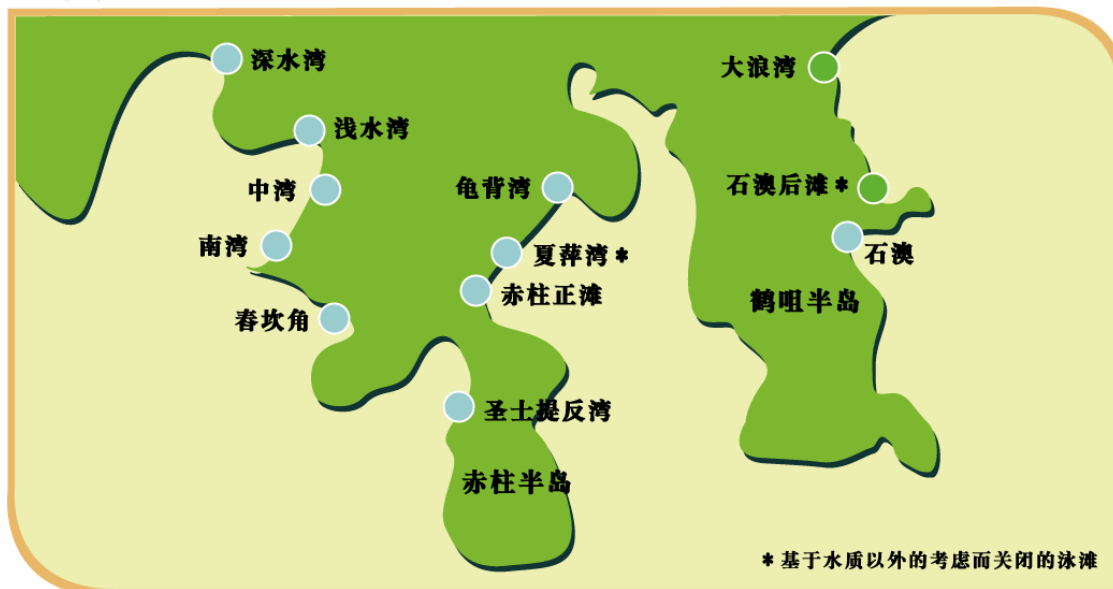 深水湾
大浪湾
浅水湾
中湾
龟背湾
石澳后滩*
南湾
夏萍湾*
石澳
赤柱正滩
鹤咀半岛
舂坎角
圣士提反湾
赤柱半岛
* 基于水质以外的考虑而关闭的泳滩